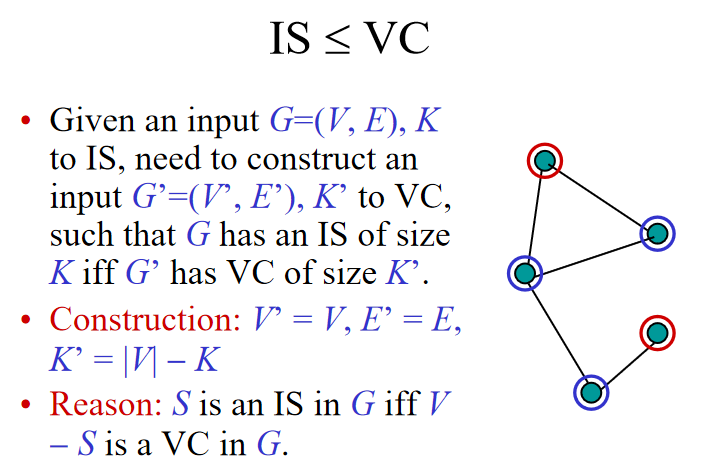 IS ≤ VC
• Given an input G=(V, E), K
to IS, need to construct an
input G’=(V’, E’), K’ to VC,
such that G has an IS of size
K iff G’ has VC of size K’.
• Construction: V’ = V, E’ = E,
K’ = |V| – K
• Reason: S is an IS in G iff V
– S is a VC in G.